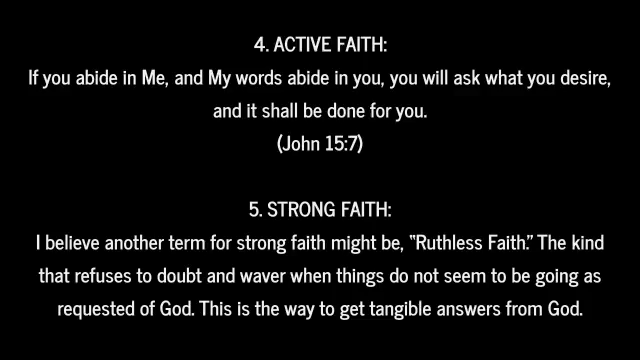 4. ACTIVE FAITH:
If you abide in Me, and My words abide in you, you will ask what you desire,
and it shall be done for you.
(John 15:7)
5. STRONG FAITH:
I believe another term for strong faith might be, "Ruthless Faith." The kind
that refuses to doubt and waver when things do not seem to be going as
requested of God. This is the way to get tangible answers from God.